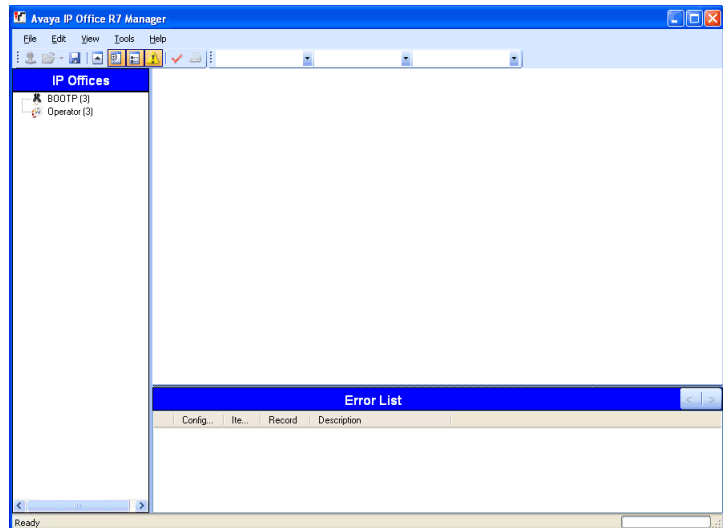 Avaya IP Office R7 Manager
File Edit View Tools Help
IP Offices
BOOTP (3)
Operator (3)
Error List
< >
Config... Ite... Record Description
Ready